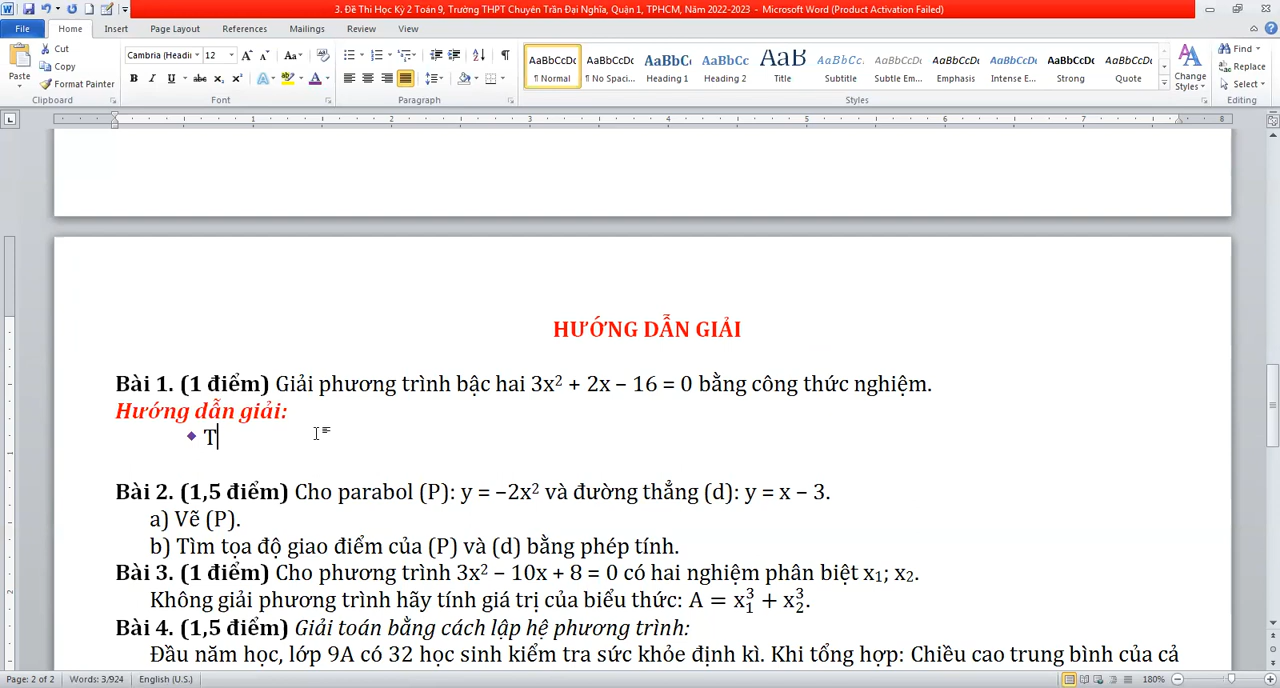 3. Đề Thi Học Kỳ 2 Toán 9, Trường THPT Chuyên Trần Đại Nghĩa, Quận 1, TPHCM, Năm 2022-2023 - Microsoft Word (Product Activation Failed)
File Home Insert Page Layout References Mailings Review View
Paste
Cut
Copy
Format Painter
Clipboard
Cambria (Headi 12
Font
Paragraph
AaBbCcDc AaBbCcDc AaBbC AaBbCc AaB AaBbCc. AaBbCcDc AaBbCcDc AaBbCcDc AaBbCcDc AaBbCcDc
¶ Normal ¶ No Spaci... Heading 1 Heading 2 Title Subtitle Subtle Em... Emphasis Intense E... Strong Quote
Styles
Change Styles
Find
Replace
Select
Editing
1 2 3 4 5 6 7 8
HƯỚNG DẪN GIẢI
Bài 1. (1 điểm) Giải phương trình bậc hai 3x² + 2x – 16 = 0 bằng công thức nghiệm.
Hướng dẫn giải:
T
Bài 2. (1,5 điểm) Cho parabol (P): y = –2x² và đường thẳng (d): y = x – 3.
a) Vẽ (P).
b) Tìm tọa độ giao điểm của (P) và (d) bằng phép tính.
Bài 3. (1 điểm) Cho phương trình 3x² – 10x + 8 = 0 có hai nghiệm phân biệt x₁; x₂.
Không giải phương trình hãy tính giá trị của biểu thức: A = x₁³ + x₂³.
Bài 4. (1,5 điểm) Giải toán bằng cách lập hệ phương trình:
Đầu năm học, lớp 9A có 32 học sinh kiểm tra sức khỏe định kì. Khi tổng hợp: Chiều cao trung bình của cả
Page: 2 of 2 Words: 3/924 English (U.S.) 180%